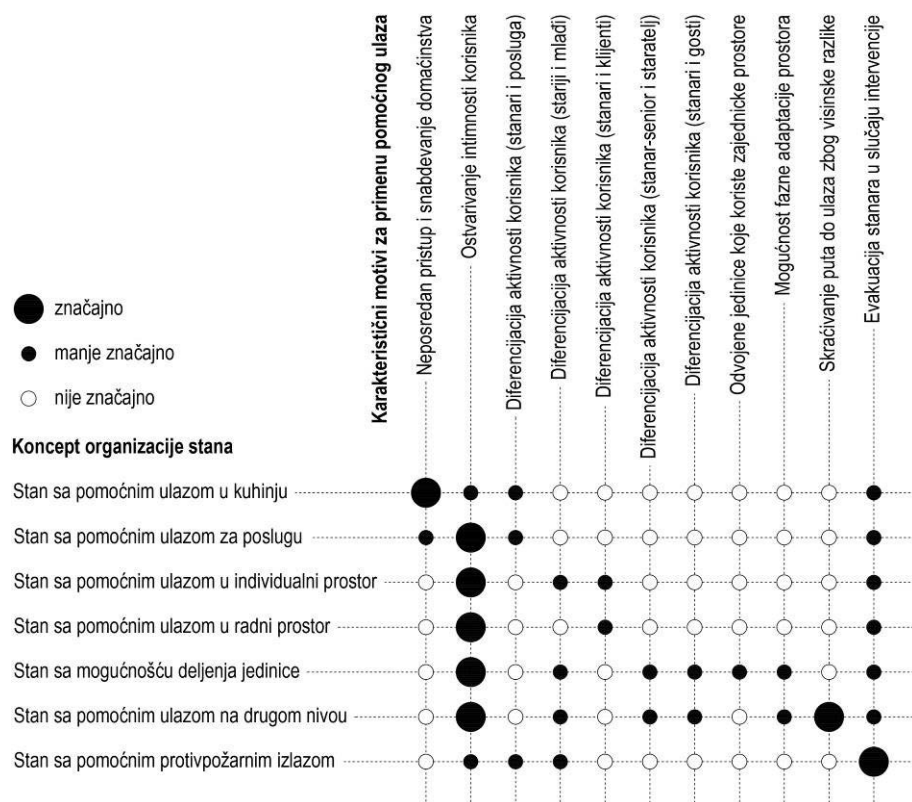 Karakteristični motivi za primenu pomoćnog ulaza
Neposredan pristup i snabdevanje domaćinstva
Ostvarivanje intimnosti korisnika
Diferencijacija aktivnosti korisnika (stanari i posluga)
Diferencijacija aktivnosti korisnika (stariji i mlađi)
Diferencijacija aktivnosti korisnika (stanari i klijenti)
Diferencijacija aktivnosti korisnika (stanar-senior i staratelj)
Diferencijacija aktivnosti korisnika (stanari i gosti)
Odvojene jedinice koje koriste zajednicke prostore
Mogućnost fazne adaptacije prostora
Skraćivanje puta do ulaza zbog visinske razlike
Evakuacija stanara u slučaju intervencije
značajno
manje značajno
nije značajno
Koncept organizacije stana
Stan sa pomoćnim ulazom u kuhinju
Stan sa pomoćnim ulazom za poslugu
Stan sa pomoćnim ulazom u individualni prostor
Stan sa pomoćnim ulazom u radni prostor
Stan sa mogućnošću deljenja jedinice
Stan sa pomoćnim ulazom na drugom nivou
Stan sa pomoćnim protivpožarnim izlazom